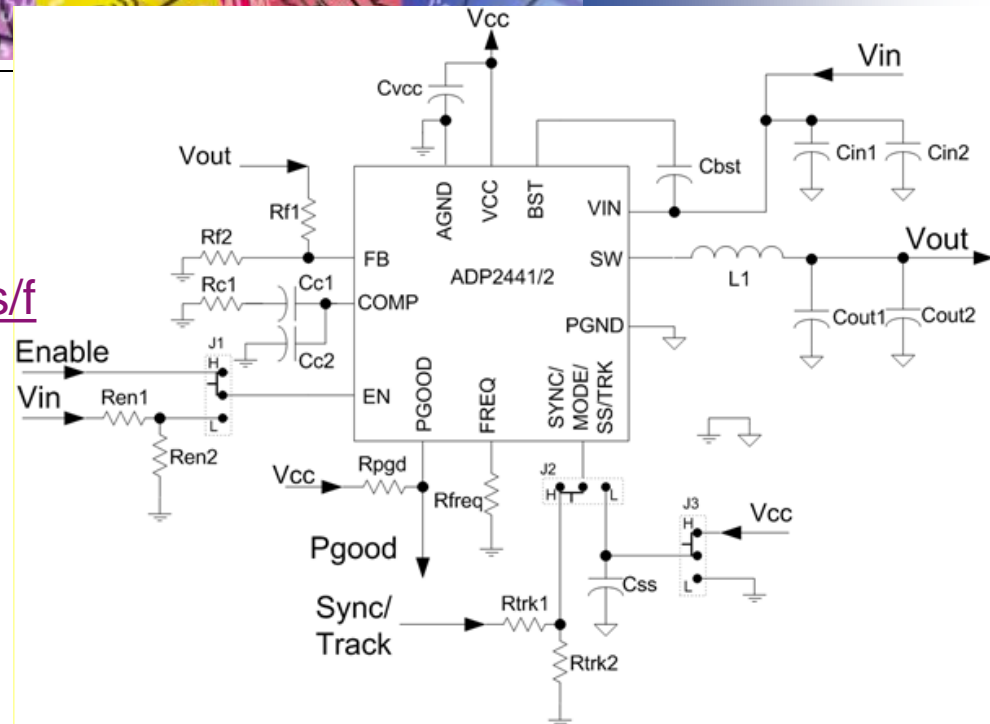 Vcc
Vin
Cvcc
Cin1
Cin2
Cbst
Vout
AGND
VCC
BST
VIN
Rf1
Vout
Rf2
FB
SW
ADP2441/2
L1
s/f
Rc1
Cc1
COMP
PGND
Cout1
Cout2
Cc2
J1
Enable
H
Vin
Ren1
EN
L
PGOOD
FREQ
SYNC/
MODE/
SS/TRK
Ren2
Vcc
Rpgd
Rfreq
J2
H
L
J3
H
Vcc
L
Pgood
Css
Sync/
Track
Rtrk1
Rtrk2